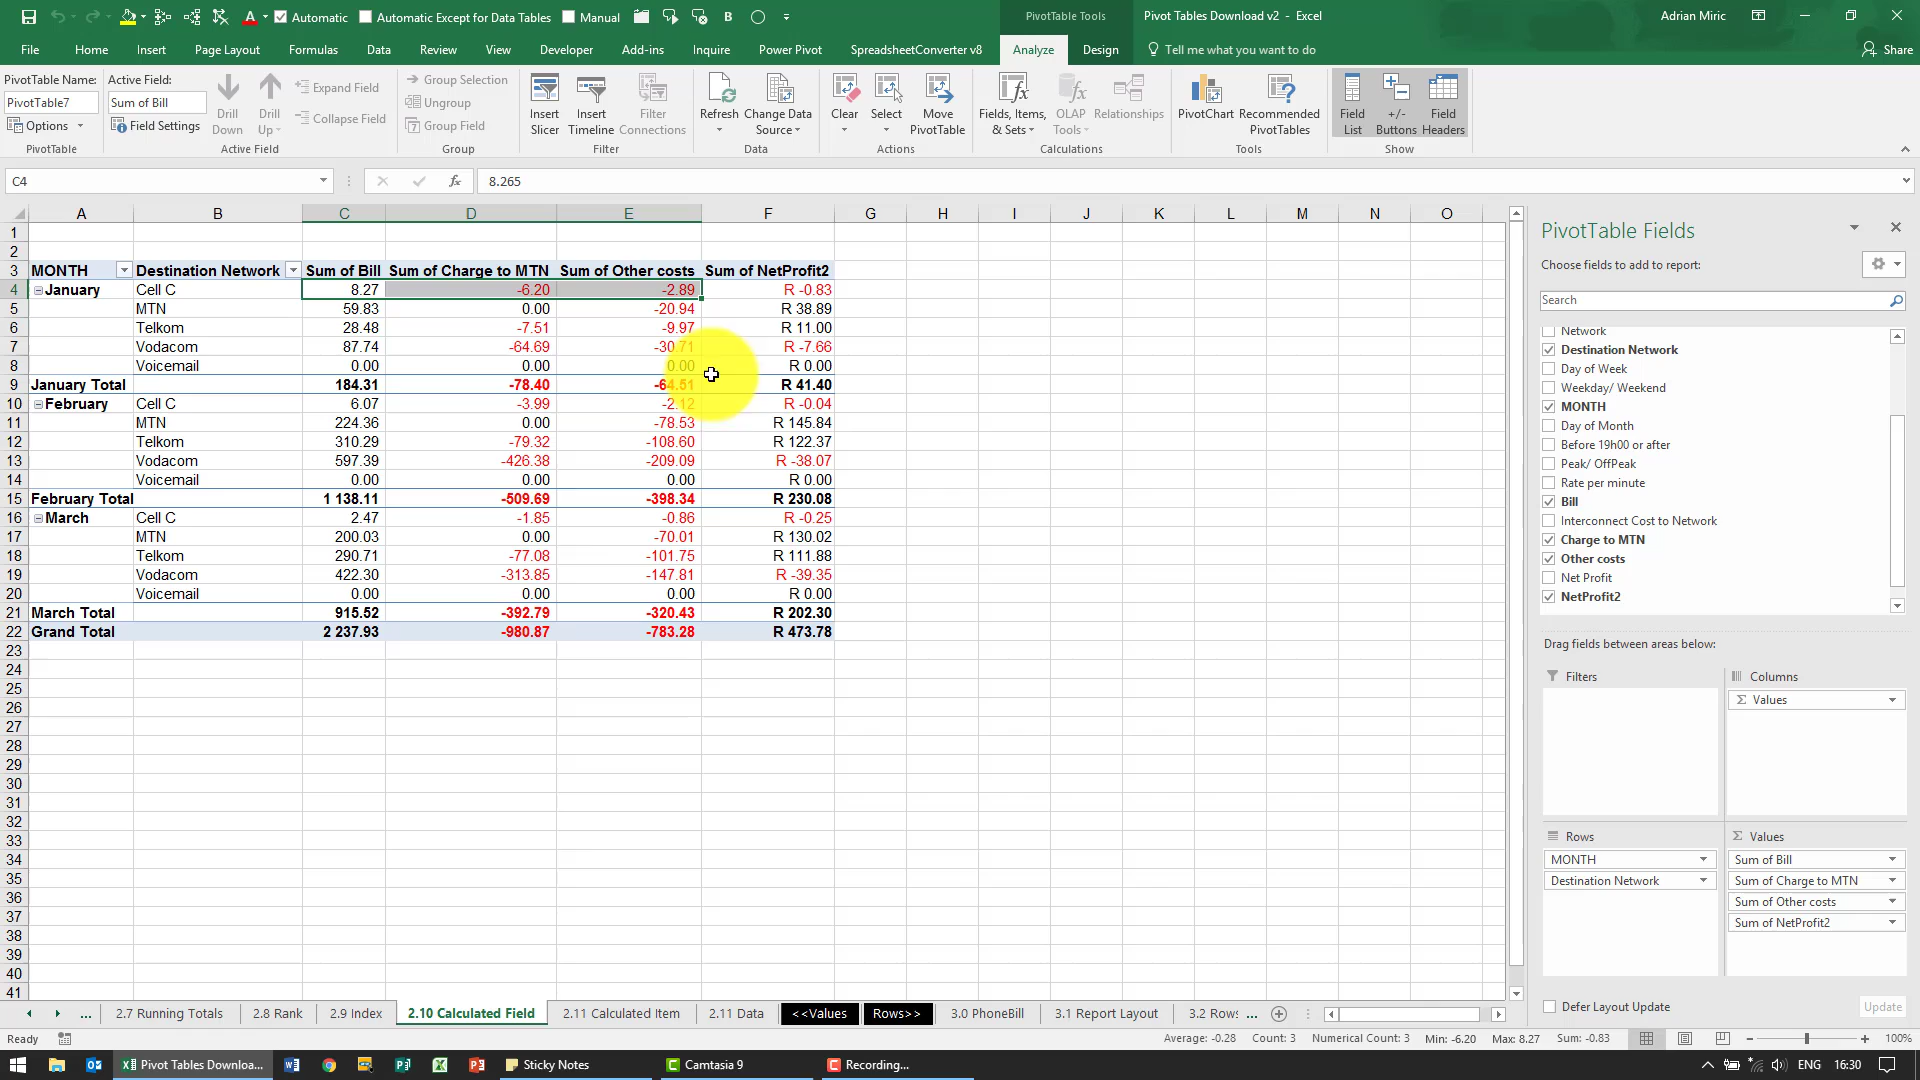 Automatic Automatic Except for Data Tables Manual B PivotTable Tools Pivot Tables Download v2 - Excel Adrian Miric
File Home Insert Page Layout Formulas Data Review View Developer Add-ins Inquire Power Pivot SpreadsheetConverter v8 Analyze Design Tell me what you want to do Share
PivotTable Name: Active Field:
PivotTable7 Sum of Bill
Options Field Settings
Drill Down
Drill Up
Expand Field
Collapse Field
Group Selection
Ungroup
Group Field
Insert Slicer
Insert Timeline
Filter Connections
Refresh
Change Data Source
Clear
Select
Move PivotTable
Fields, Items, & Sets
OLAP Tools
Relationships
PivotChart
Recommended PivotTables
Field List
+/- Buttons
Field Headers
PivotTable Active Field Group Filter Data Actions Calculations Tools Show
C4 fx 8.265
A B C D E F G H I J K L M N O
1
2
3 MONTH Destination Network Sum of Bill Sum of Charge to MTN Sum of Other costs Sum of NetProfit2
4 January Cell C 8.27 -6.20 -2.89 R -0.83
5 MTN 59.83 0.00 -20.94 R 38.89
6 Telkom 28.48 -7.51 -9.97 R 11.00
7 Vodacom 87.74 -64.69 -30.71 R -7.66
8 Voicemail 0.00 0.00 0.00 R 0.00
9 January Total 184.31 -78.40 -64.51 R 41.40
10 February Cell C 6.07 -3.99 -2.12 R -0.04
11 MTN 224.36 0.00 -78.53 R 145.84
12 Telkom 310.29 -79.32 -108.60 R 122.37
13 Vodacom 597.39 -426.38 -209.09 R -38.07
14 Voicemail 0.00 0.00 0.00 R 0.00
15 February Total 1 138.11 -509.69 -398.34 R 230.08
16 March Cell C 2.47 -1.85 -0.86 R -0.25
17 MTN 200.03 0.00 -70.01 R 130.02
18 Telkom 290.71 -77.08 -101.75 R 111.88
19 Vodacom 422.30 -313.85 -147.81 R -39.35
20 Voicemail 0.00 0.00 0.00 R 0.00
21 March Total 915.52 -392.79 -320.43 R 202.30
22 Grand Total 2 237.93 -980.87 -783.28 R 473.78
23
24
25
26
27
28
29
30
31
32
33
34
35
36
37
38
39
40
41
PivotTable Fields
Choose fields to add to report:
Search
Network
Destination Network
Day of Week
Weekday/ Weekend
MONTH
Day of Month
Before 19h00 or after
Peak/ OffPeak
Rate per minute
Bill
Interconnect Cost to Network
Charge to MTN
Other costs
Net Profit
NetProfit2
Drag fields between areas below:
Filters Columns
Σ Values
Rows Σ Values
MONTH Sum of Bill
Destination Network Sum of Charge to MTN
Sum of Other costs
Sum of NetProfit2
Defer Layout Update Update
... 2.7 Running Totals 2.8 Rank 2.9 Index 2.10 Calculated Field 2.11 Calculated Item 2.11 Data <<Values Rows>> 3.0 PhoneBill 3.1 Report Layout 3.2 Rows ...
Ready Average: -0.28 Count: 3 Numerical Count: 3 Min: -6.20 Max: 8.27 Sum: -0.83 100%
Pivot Tables Downloa... Sticky Notes Camtasia 9 Recording... ENG 16:30